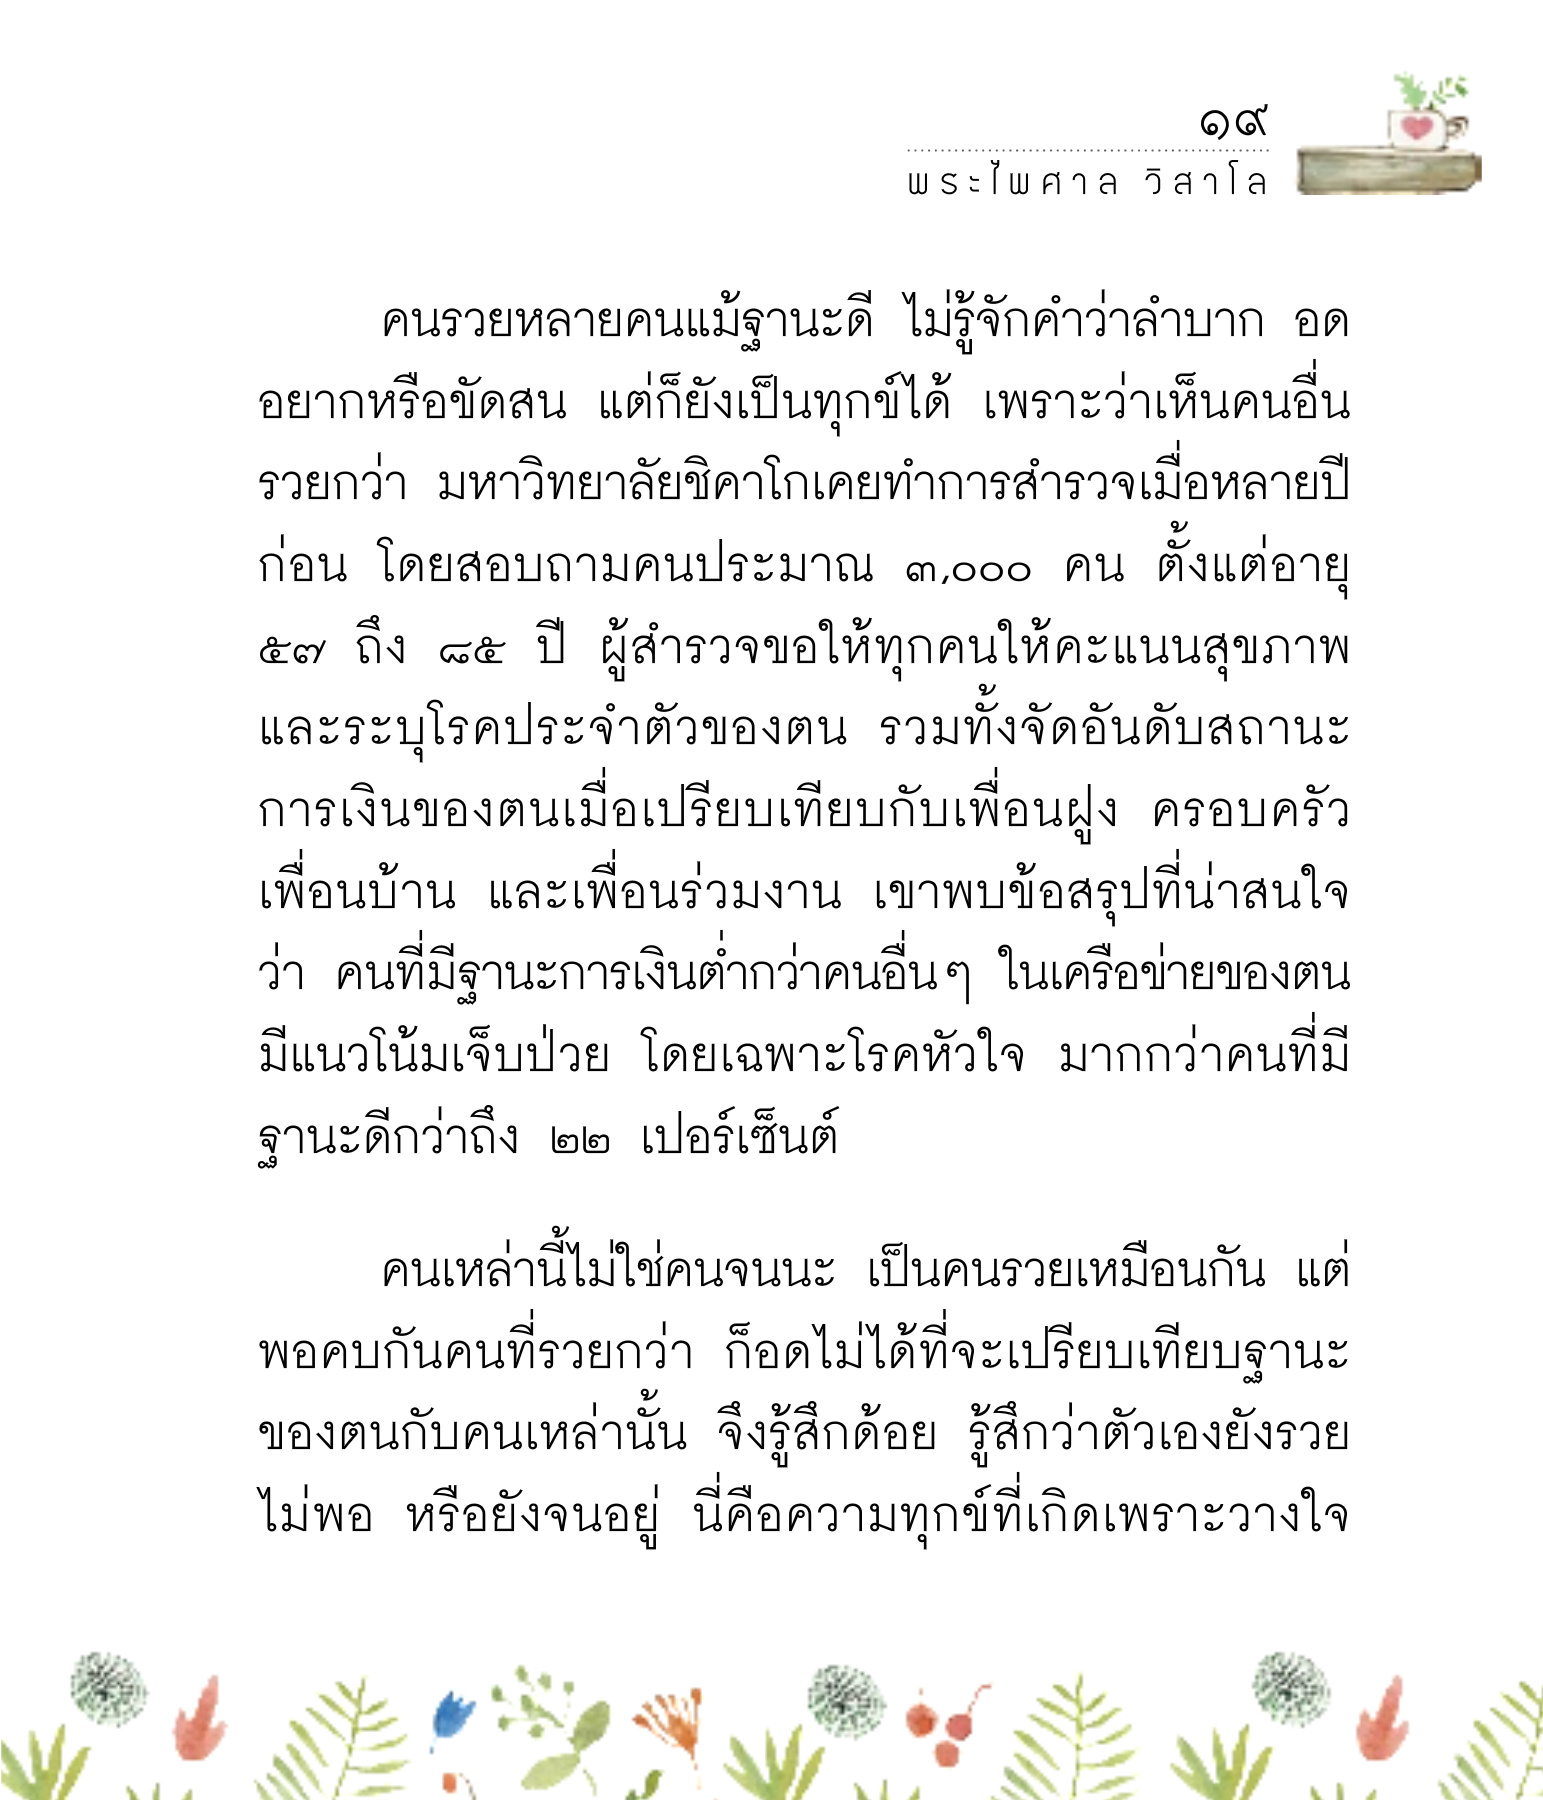 ๑๙
พระไพศาล วิสาโล
คนรวยหลายคนแม้ฐานะดี ไม่รู้จักคำว่าลำบาก อด
อยากหรือขัดสน แต่ก็ยังเป็นทุกข์ได้ เพราะว่าเห็นคนอื่น
รวยกว่า มหาวิทยาลัยชิคาโกเคยทำการสำรวจเมื่อหลายปี
ก่อน โดยสอบถามคนประมาณ ๓,๐๐๐ คน ตั้งแต่อายุ
๕๗ ถึง ๘๕ ปี ผู้สำรวจขอให้ทุกคนให้คะแนนสุขภาพ
และระบุโรคประจำตัวของตน รวมทั้งจัดอันดับสถานะ
การเงินของตนเมื่อเปรียบเทียบกับเพื่อนฝูง ครอบครัว
เพื่อนบ้าน และเพื่อนร่วมงาน เขาพบข้อสรุปที่น่าสนใจ
ว่า คนที่มีฐานะการเงินต่ำกว่าคนอื่นๆ ในเครือข่ายของตน
มีแนวโน้มเจ็บป่วย โดยเฉพาะโรคหัวใจ มากกว่าคนที่มี
ฐานะดีกว่าถึง ๒๒ เปอร์เซ็นต์
คนเหล่านี้ไม่ใช่คนจนนะ เป็นคนรวยเหมือนกัน แต่
พอคบกันคนที่รวยกว่า ก็อดไม่ได้ที่จะเปรียบเทียบฐานะ
ของตนกับคนเหล่านั้น จึงรู้สึกด้อย รู้สึกว่าตัวเองยังรวย
ไม่พอ หรือยังจนอยู่ นี่คือความทุกข์ที่เกิดเพราะวางใจ